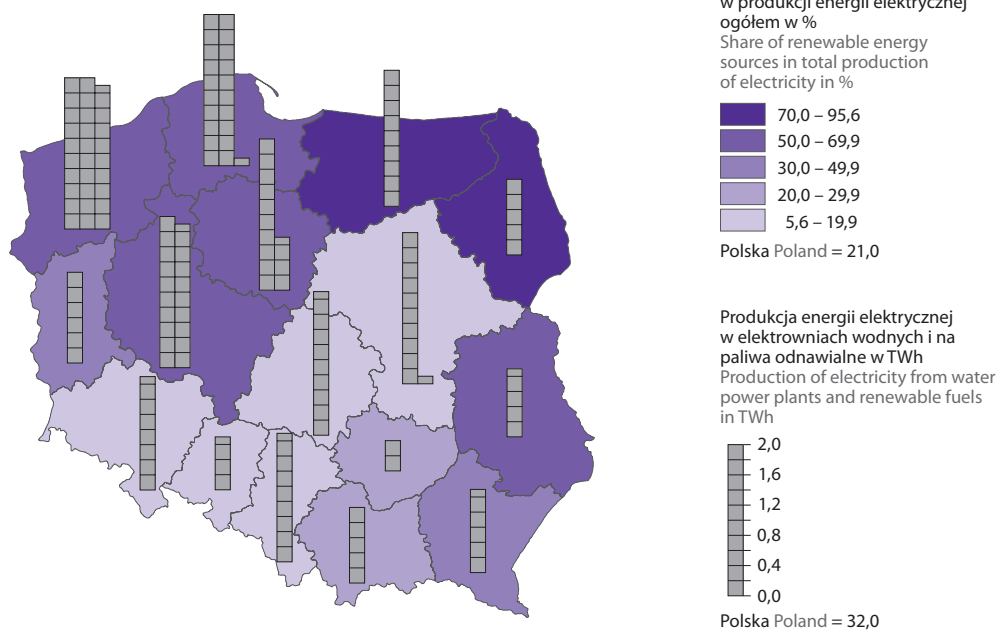 w produkcji energii elektrycznej
ogółem w %
Share of renewable energy
sources in total production
of electricity in %
70,0 – 95,6
50,0 – 69,9
30,0 – 49,9
20,0 – 29,9
5,6 – 19,9
Polska Poland = 21,0
Produkcja energii elektrycznej
w elektrowniach wodnych i na
paliwa odnawialne w TWh
Production of electricity from water
power plants and renewable fuels
in TWh
2,0
1,6
1,2
0,8
0,4
0,0
Polska Poland = 32,0